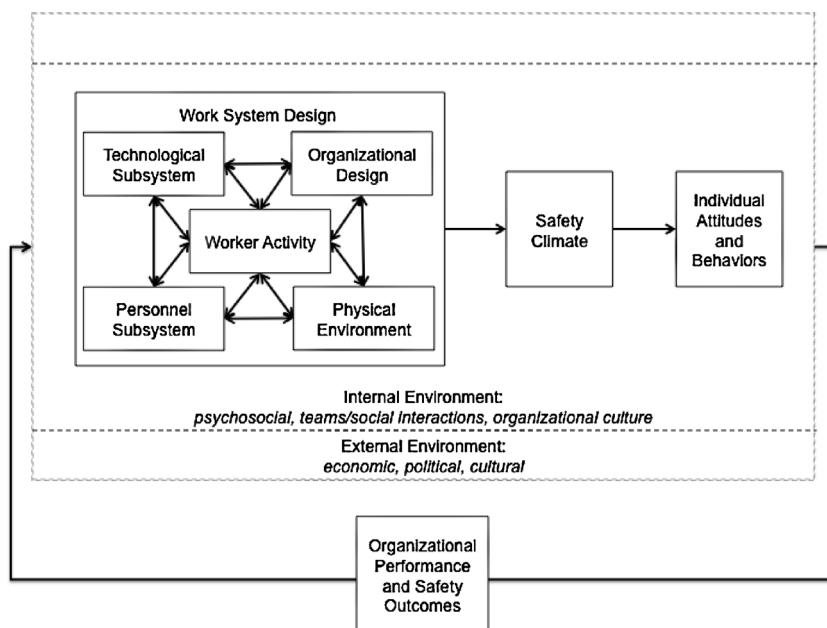 Work System Design
Technological
Subsystem
Organizational
Design
Worker Activity
Personnel
Subsystem
Physical
Environment
Safety
Climate
Individual
Attitudes
and
Behaviors
Internal Environment:
psychosocial, teams/social interactions, organizational culture
External Environment:
economic, political, cultural
Organizational
Performance
and Safety
Outcomes